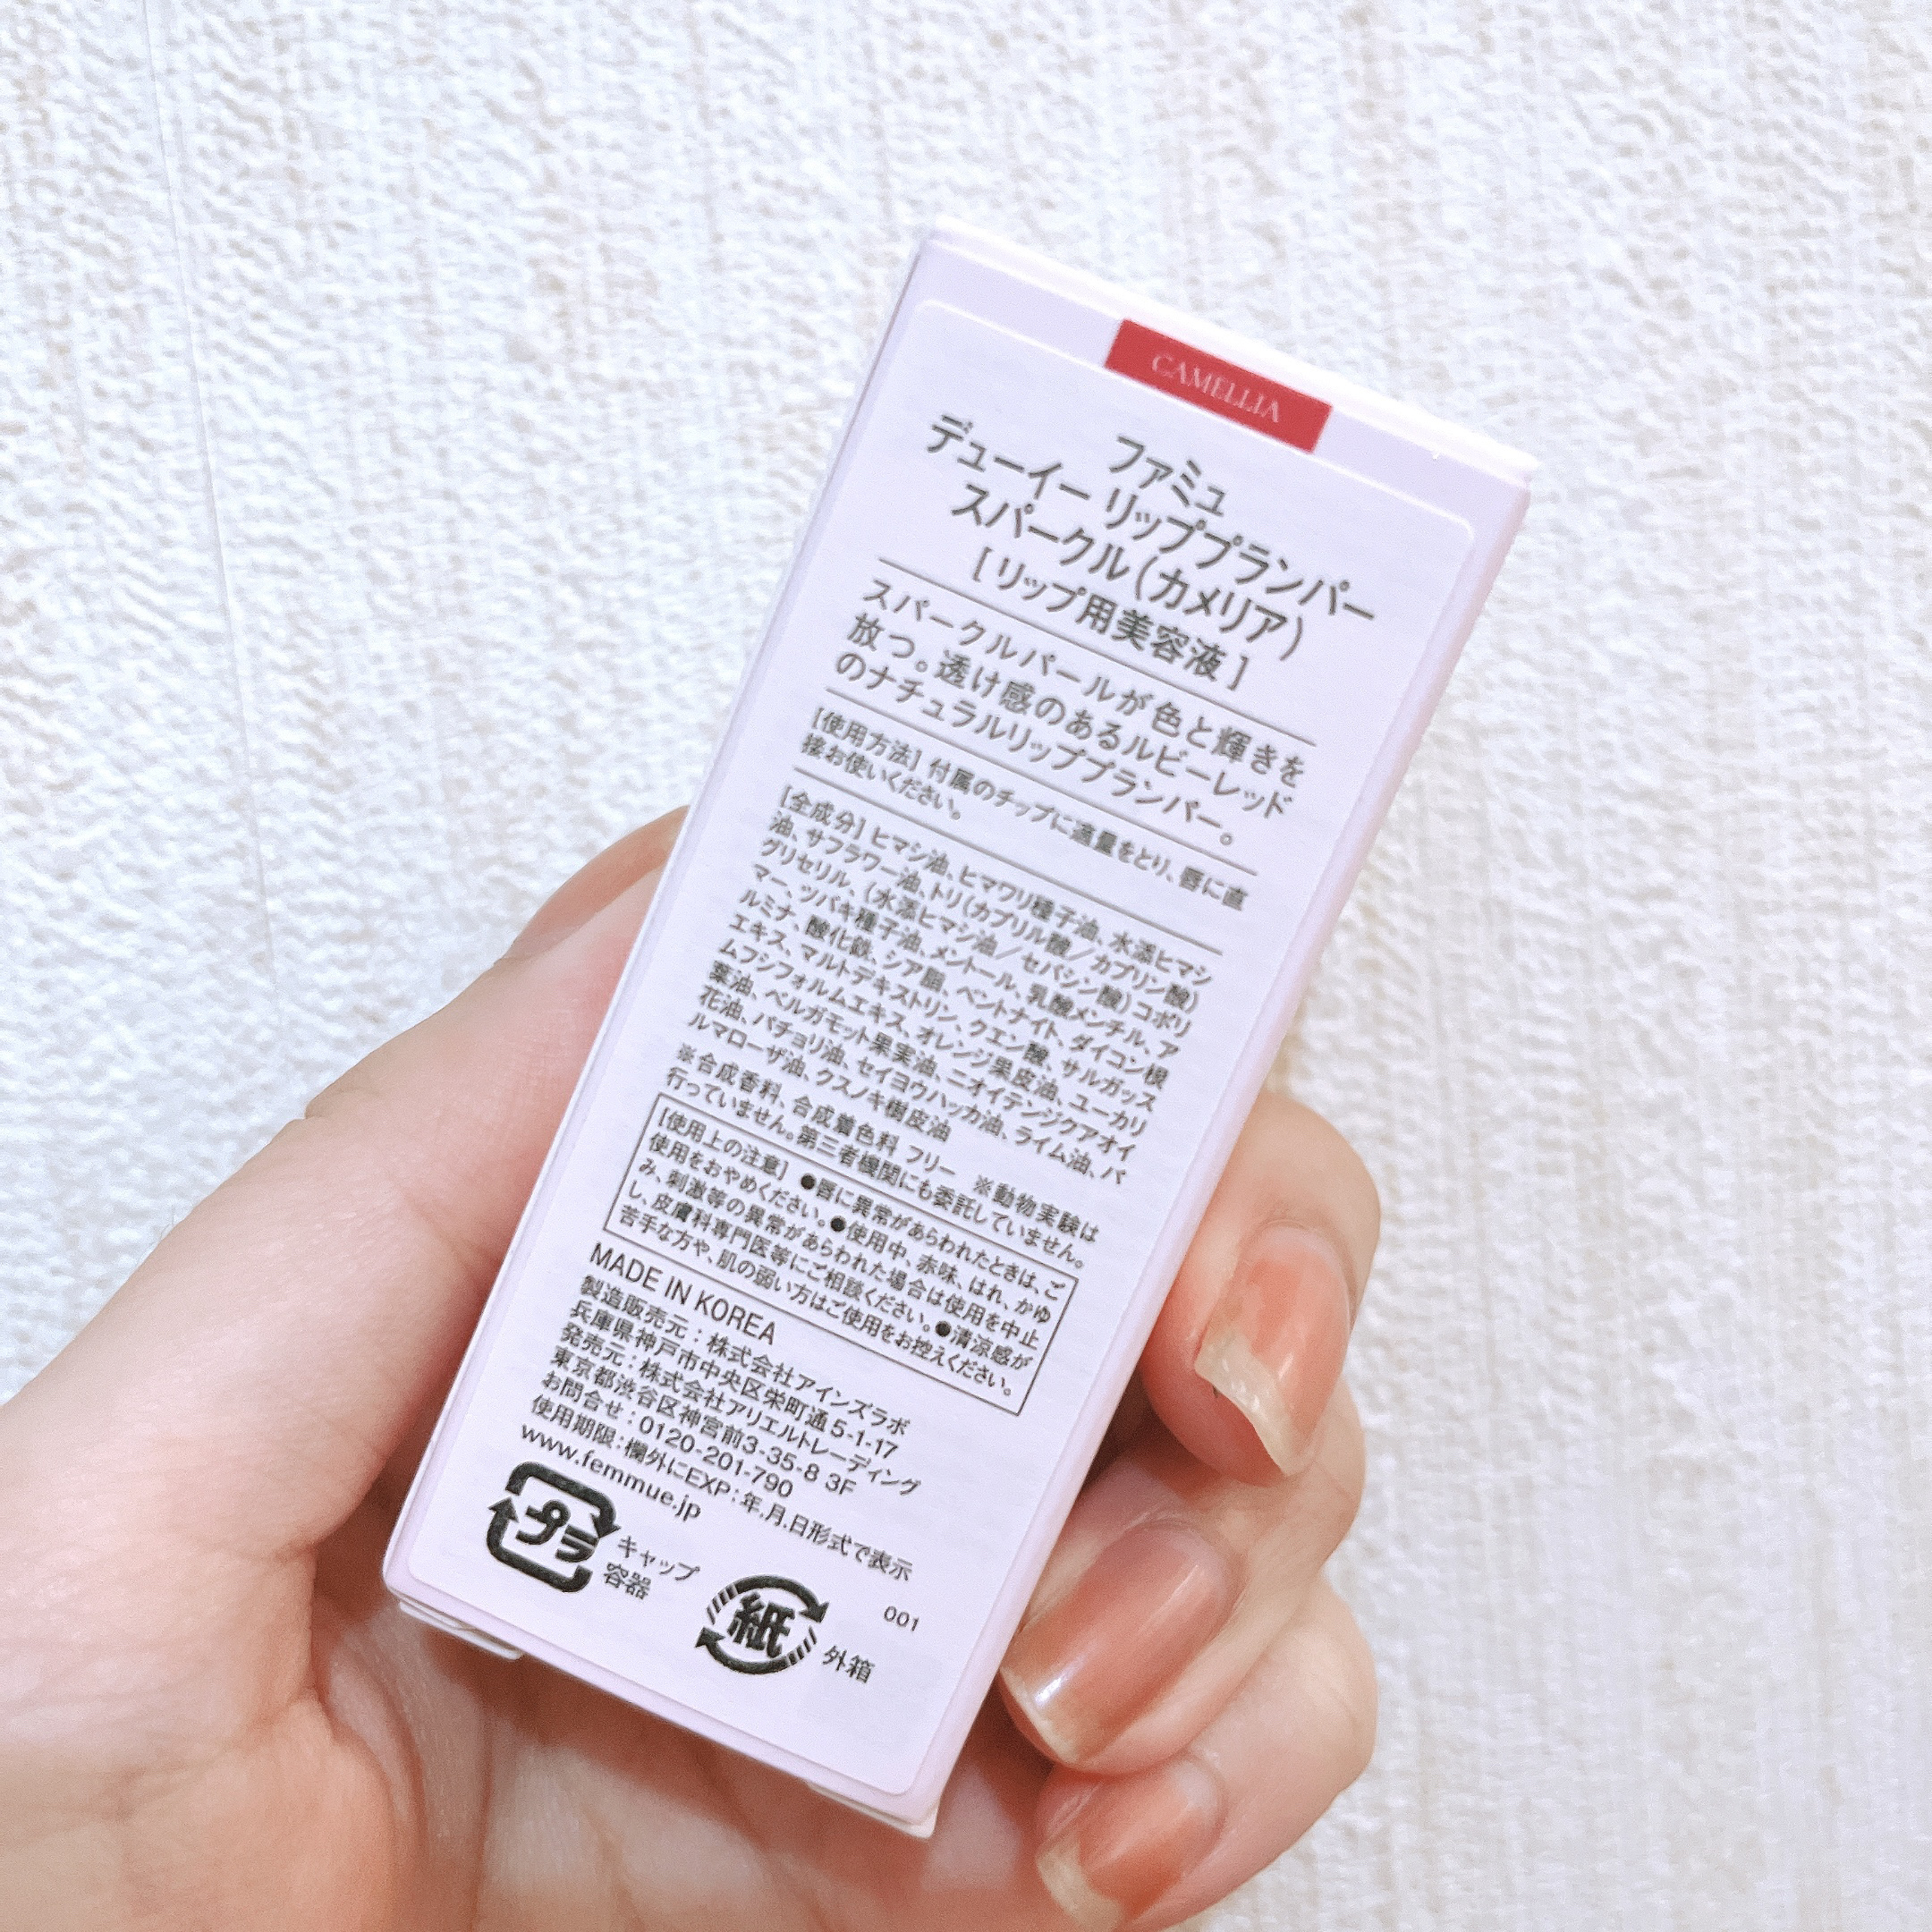 CAMELLIA
ファミュ
デューイー リッププランパー
スパークル(カメリア)
[リップ用美容液]
スパークルパールが色と輝きを
放つ。透け感のあるルビーレッド
のナチュラルリッププランパー。
[使用方法] 付属のチップに適量をとり、唇に直
接お使いください。
[全成分] ヒマシ油、ヒマワリ種子油、水添ヒマシ
油、サフラワー油、トリ(カプリル酸/カプリン酸)
グリセリル、(水添ヒマシ油/セバシン酸)コポリ
マー、ツバキ種子油、メントール、乳酸メンチル、ア
ルミナ、酸化鉄、シア脂、ベントナイト、ダイコン根
エキス、マルトデキストリン、クエン酸、サルガッス
ムフシフォルムエキス、オレンジ果皮油、ユーカリ
葉油、ベルガモット果実油、ニオイテンジクアオイ
花油、パチョリ油、セイヨウハッカ油、ライム油、パ
ルマローザ油、クスノキ樹皮油
※合成香料、合成着色料 フリー ※動物実験は
行っていません。第三者機関にも委託していません。
[使用上の注意] ●唇に異常があらわれたときは、ご
使用をおやめください。●使用中、赤味、はれ、かゆ
み、刺激等の異常があらわれた場合は使用を中止
し、皮膚科専門医等にご相談ください。●清涼感が
苦手な方や、肌の弱い方はご使用をお控えください。
MADE IN KOREA
製造販売元：株式会社アインズラボ
兵庫県神戸市中央区栄町通5-1-17
発売元：株式会社アリエルトレーディング
東京都渋谷区神宮前3-35-8 3F
お問合せ：0120-201-790
使用期限：欄外にEXP：年.月.日形式で表示
www.femmue.jp
プラ
キャップ
容器
紙
外箱
001